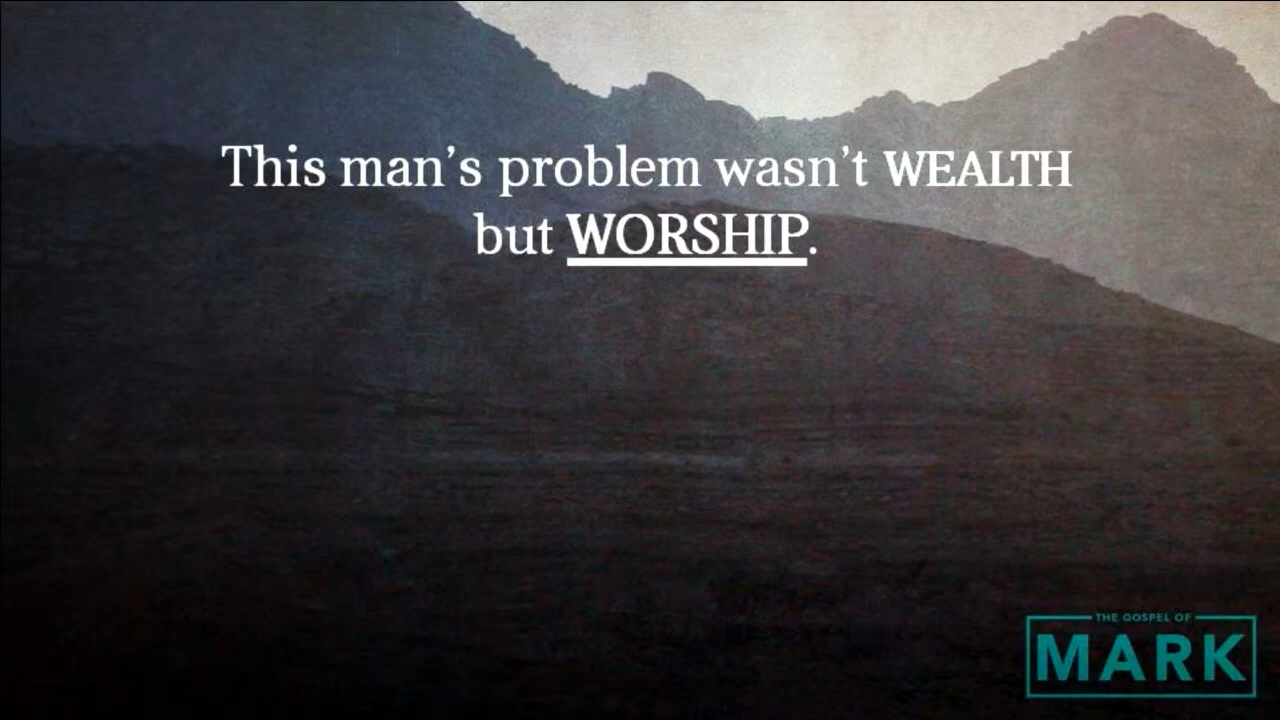 This man’s problem wasn’t WEALTH
but WORSHIP.
THE GOSPEL OF
MARK